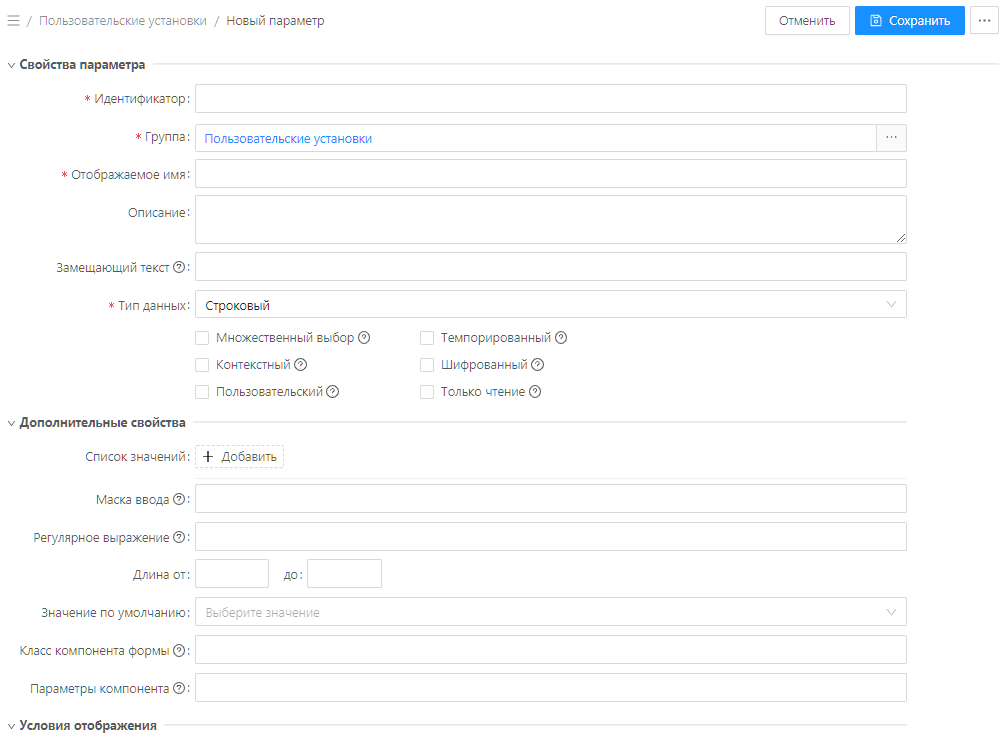 / Пользовательские установки / Новый параметр
Отменить Сохранить ...
Свойства параметра
* Идентификатор:
* Группа: Пользовательские установки ...
* Отображаемое имя:
Описание:
Замещающий текст ? :
* Тип данных: Строковый
Множественный выбор ? Темпорированный ?
Контекстный ? Шифрованный ?
Пользовательский ? Только чтение ?
Дополнительные свойства
Список значений: + Добавить
Маска ввода ? :
Регулярное выражение ? :
Длина от: до:
Значение по умолчанию: Выберите значение
Класс компонента формы ? :
Параметры компонента ? :
Условия отображения